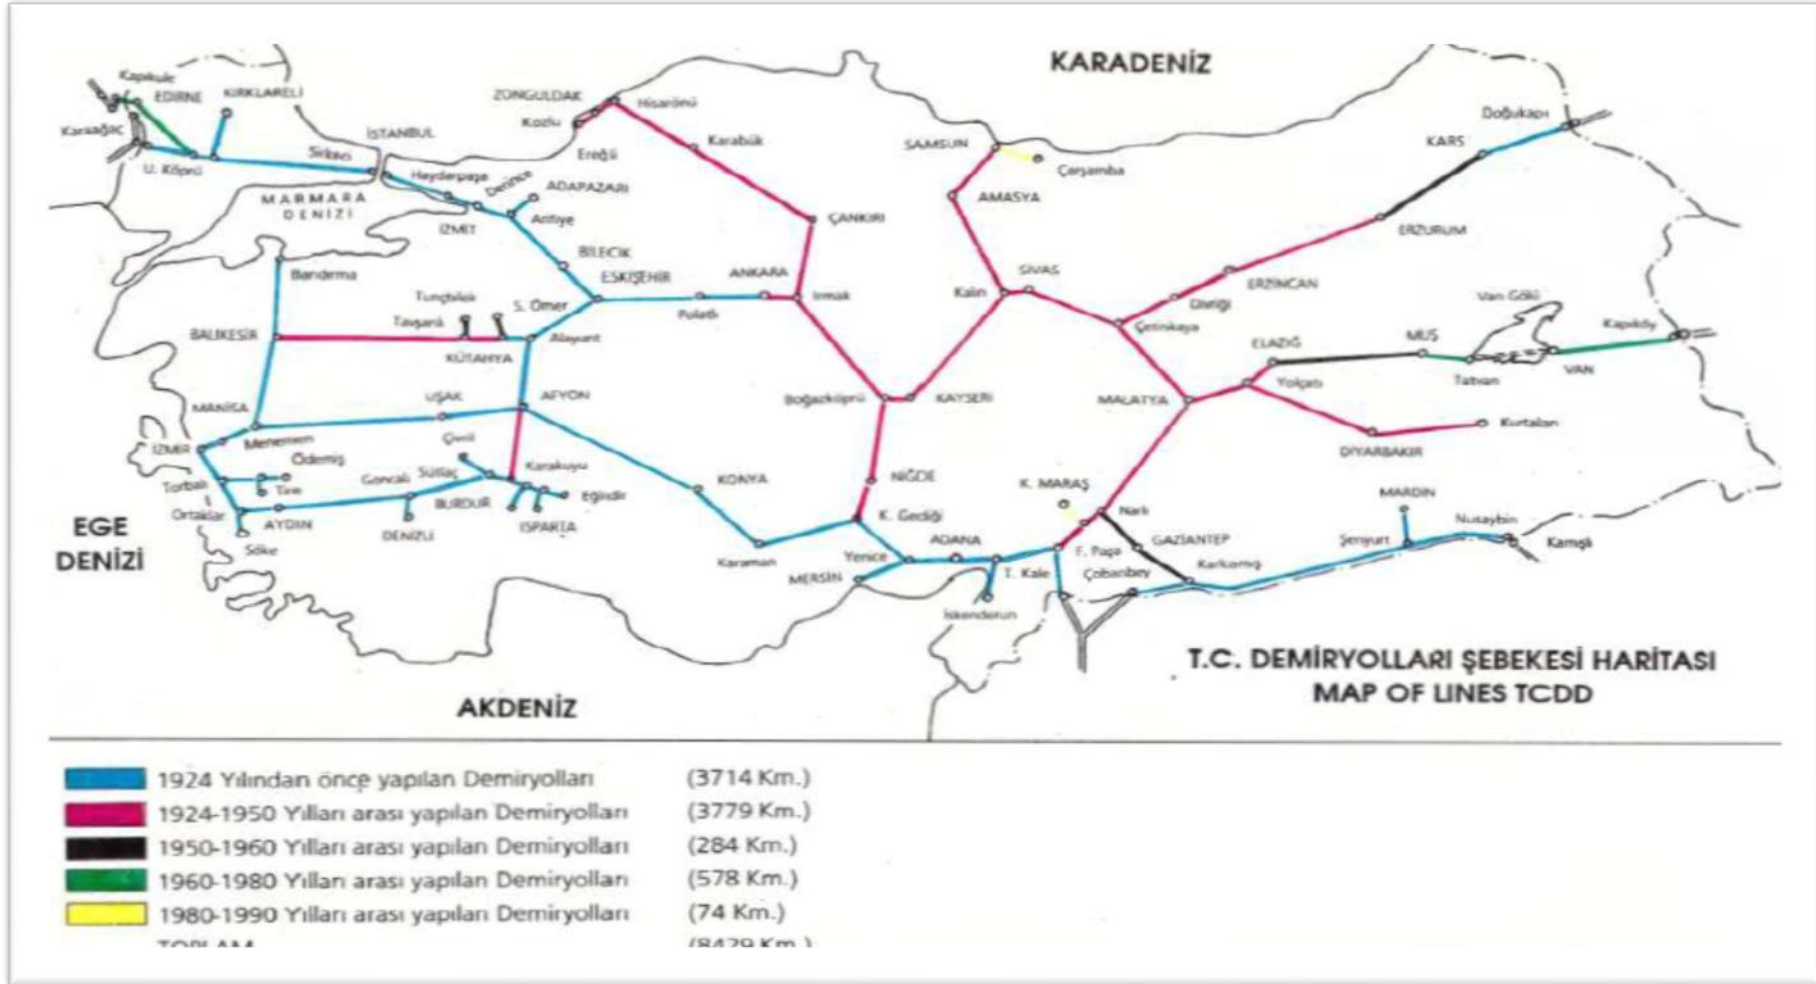 KARADENİZ
Kapıkule
EDİRNE
KIRKLARELİ
Karaağaç
U. Köprü
Sirkeci
İSTANBUL
Haydarpaşa
Derince
ADAPAZARI
MARMARA
DENİZİ
İZMİT
Arifiye
BİLECİK
ESKİŞEHİR
ZONGULDAK
Hisarönü
Kozlu
Ereğli
Karabük
ÇANKIRI
ANKARA
Irmak
Polatlı
SAMSUN
Çarşamba
AMASYA
SİVAS
Kalın
Doğukapı
KARS
ERZURUM
ERZİNCAN
Divriği
Çetinkaya
Van Gölü
Kapıköy
ELAZIĞ
MUŞ
Tatvan
VAN
Yolçatı
MALATYA
Kurtalan
DİYARBAKIR
Bandırma
BALIKESİR
Tunçbilek
S. Ömer
Tavşanlı
KÜTAHYA
Alayunt
MANİSA
UŞAK
AFYON
Çivril
İZMİR
Menemen
Ödemiş
Torbalı
Tire
Goncalı
Sütlaç
Karakuyu
Ortaklar
AYDIN
Söke
DENİZLİ
BURDUR
ISPARTA
Eğirdir
KONYA
Karaman
Boğazköprü
KAYSERİ
NİĞDE
K. Gediği
Yenice
ADANA
MERSİN
T. Kale
İskenderun
K. MARAŞ
Narlı
F. Paşa
GAZİANTEP
Çobanbey
Karkamış
MARDİN
Şenyurt
Nusaybin
Kamışlı
EGE
DENİZİ
AKDENİZ
T.C. DEMİRYOLLARI ŞEBEKESİ HARİTASI
MAP OF LINES TCDD
1924 Yılından önçe yapılan Demiryolları (3714 Km.)
1924-1950 Yılları arası yapılan Demiryolları (3779 Km.)
1950-1960 Yılları arası yapılan Demiryolları (284 Km.)
1960-1980 Yılları arası yapılan Demiryolları (578 Km.)
1980-1990 Yılları arası yapılan Demiryolları (74 Km.)
TOPLAM (8429 Km.)